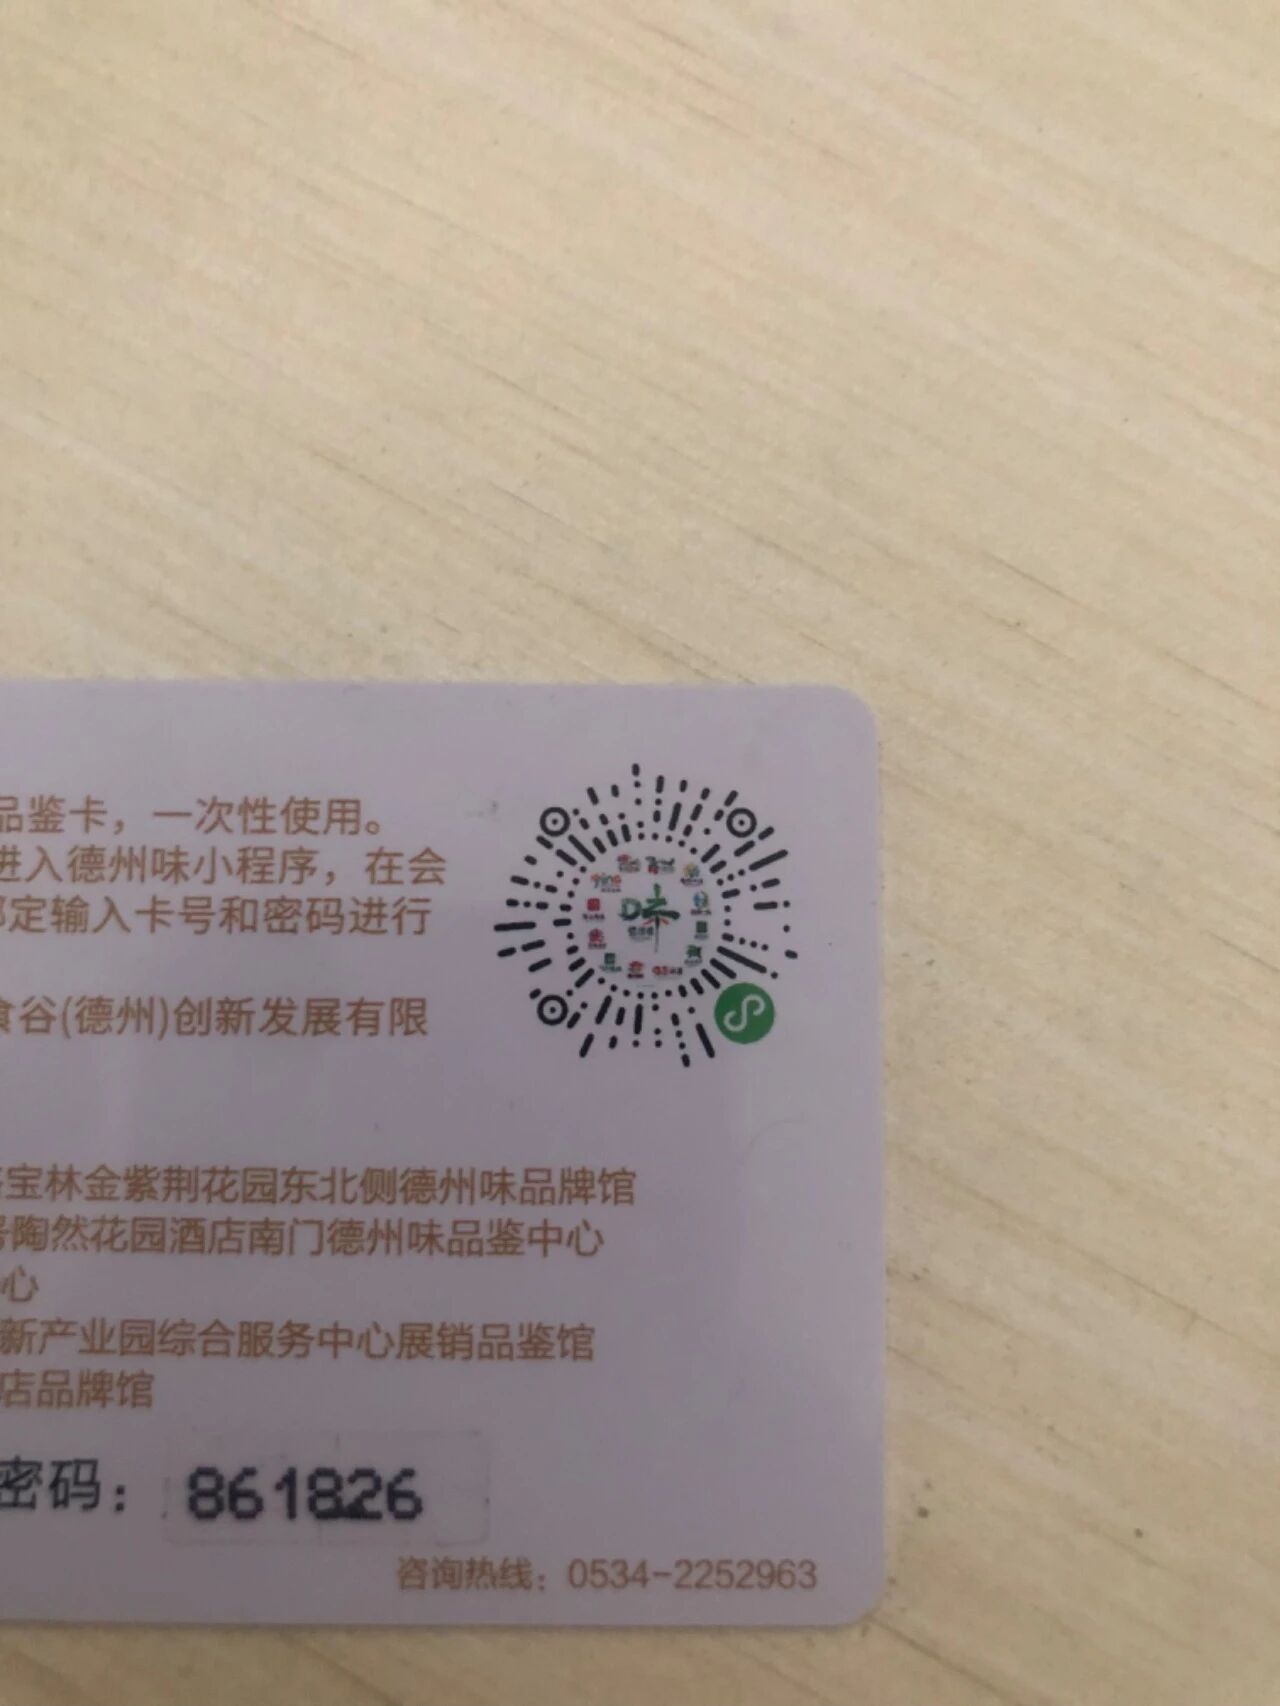 品鉴卡，一次性使用。
进入德州味小程序，在会
绑定输入卡号和密码进行
食谷(德州)创新发展有限
宝林金紫荆花园东北侧德州味品牌馆
号陶然花园酒店南门德州味品鉴中心
心
新产业园综合服务中心展销品鉴馆
店品牌馆
密码：861826
咨询热线：0534-2252963
味